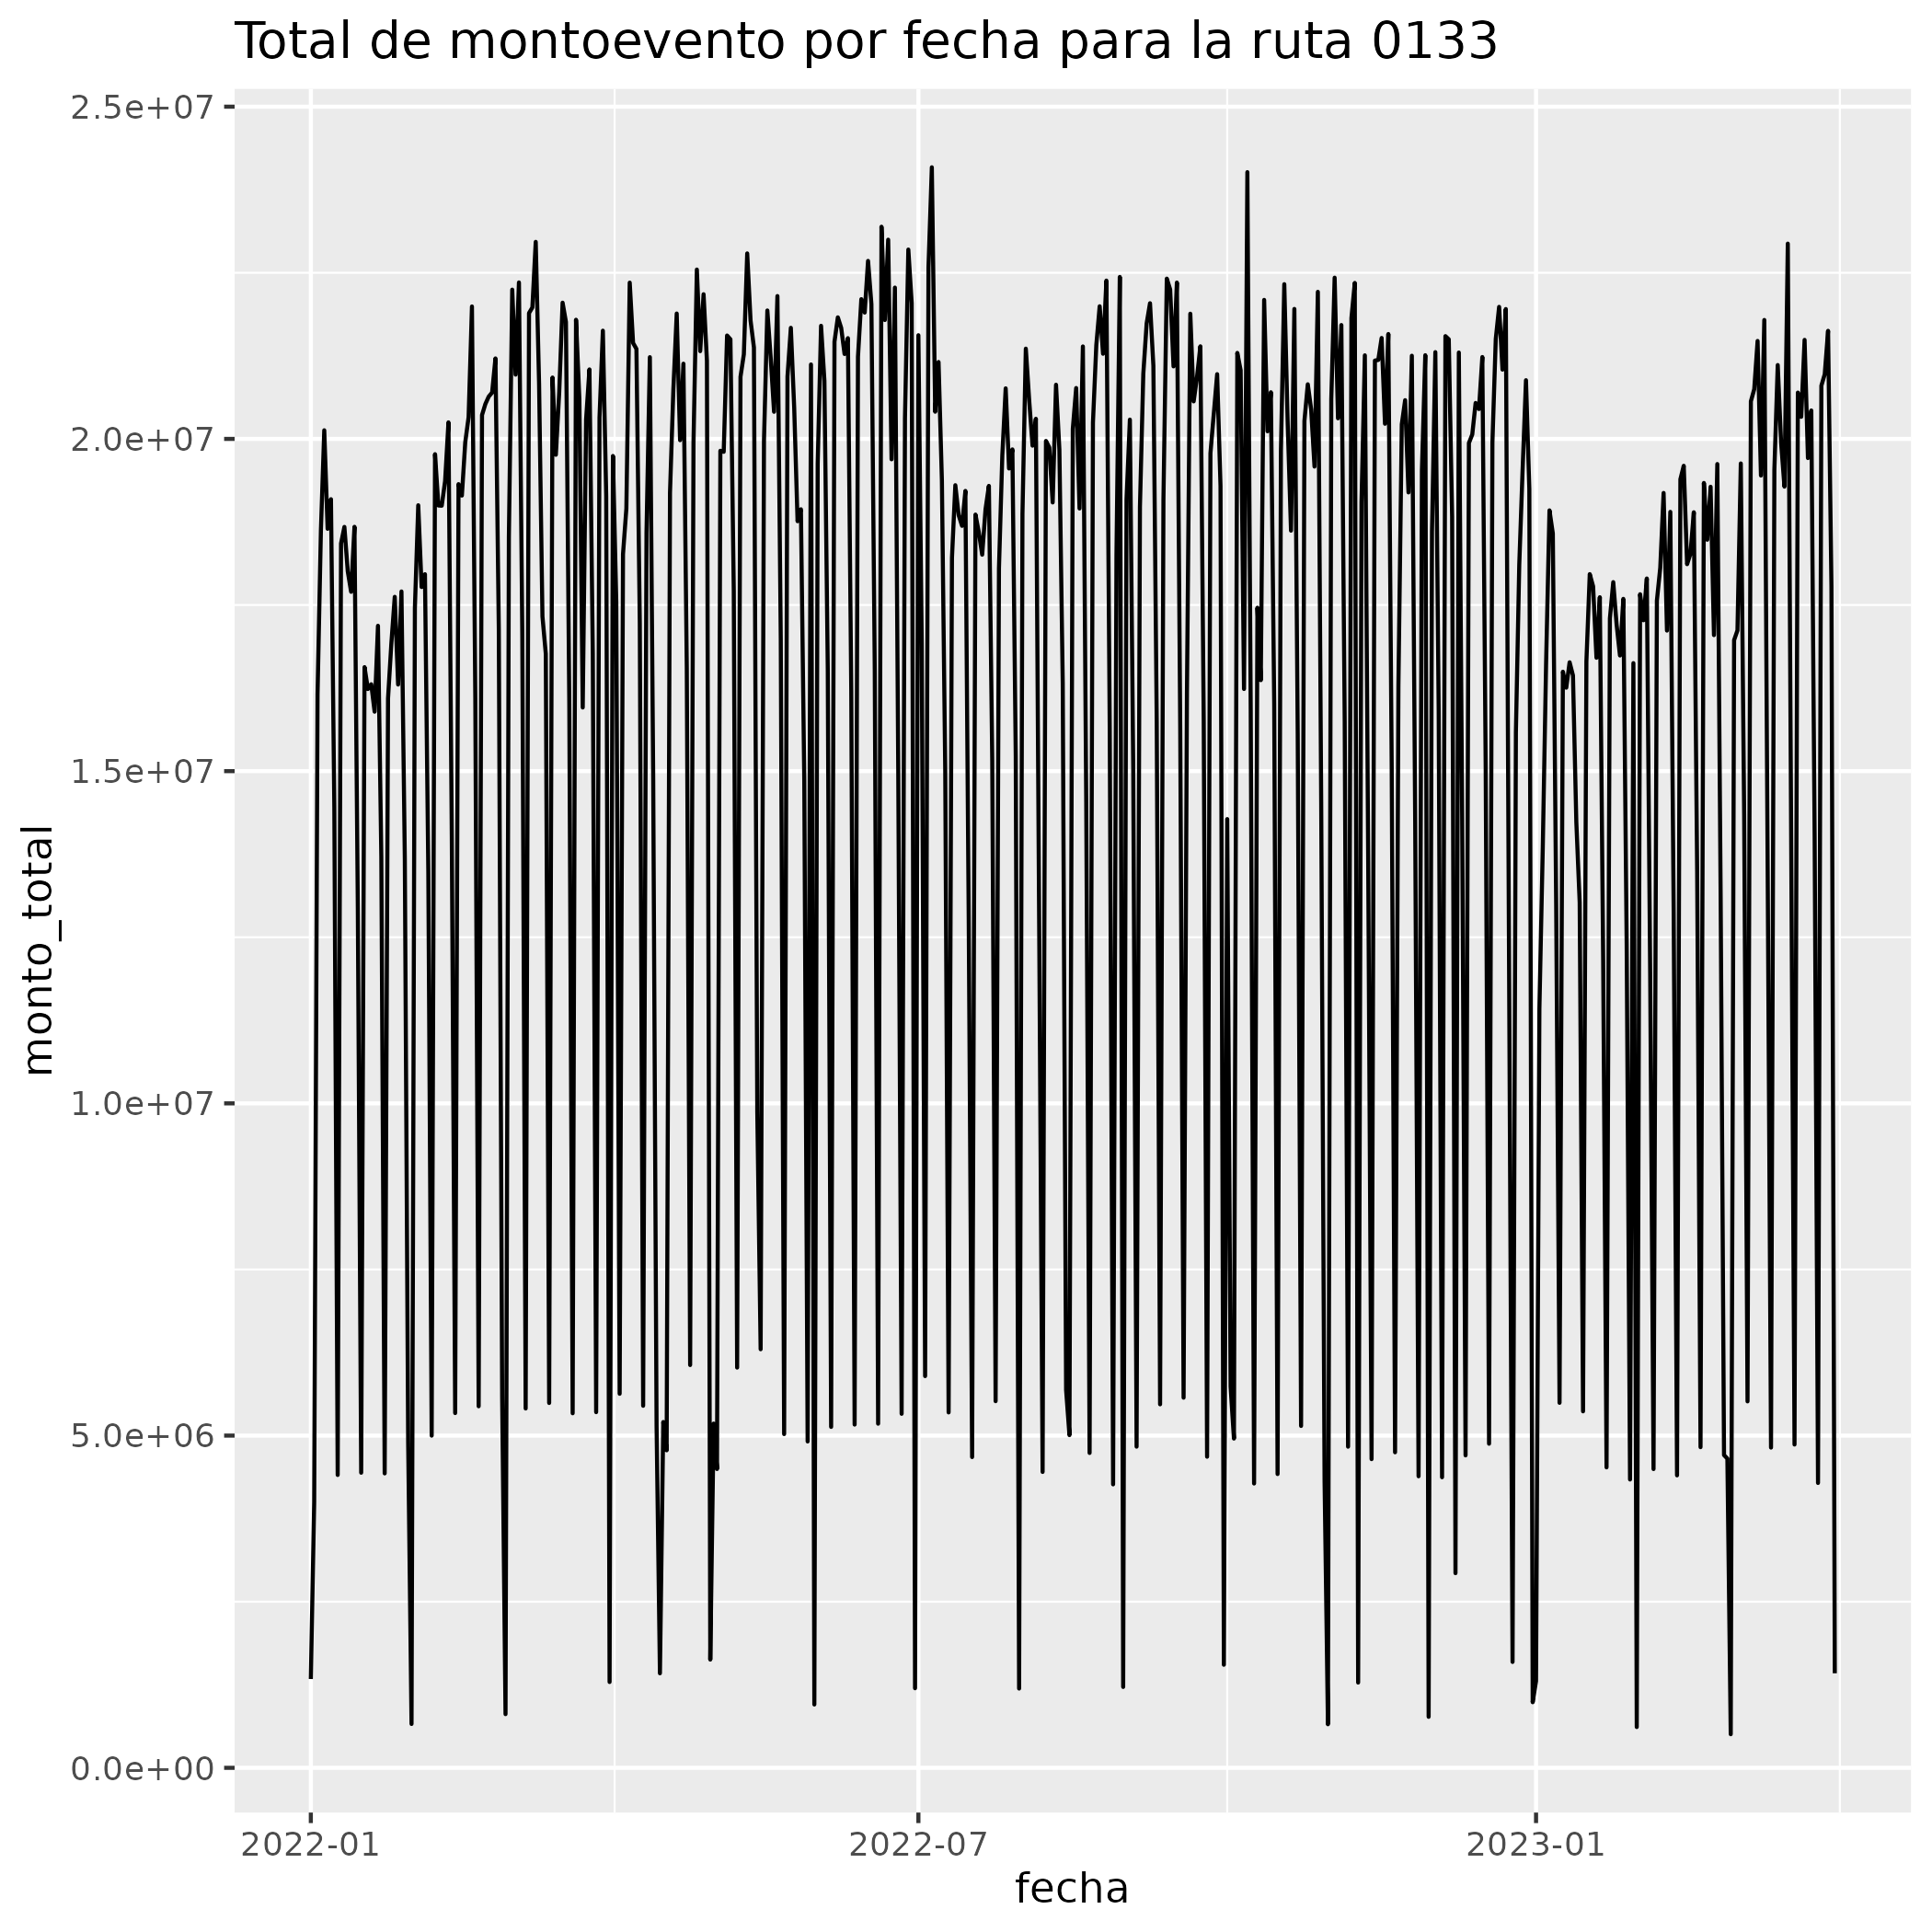 Total de montoevento por fecha para la ruta 0133
2.5e+07
2.0e+07
1.5e+07
1.0e+07
5.0e+06
0.0e+00
monto_total
2022-01
2022-07
2023-01
fecha